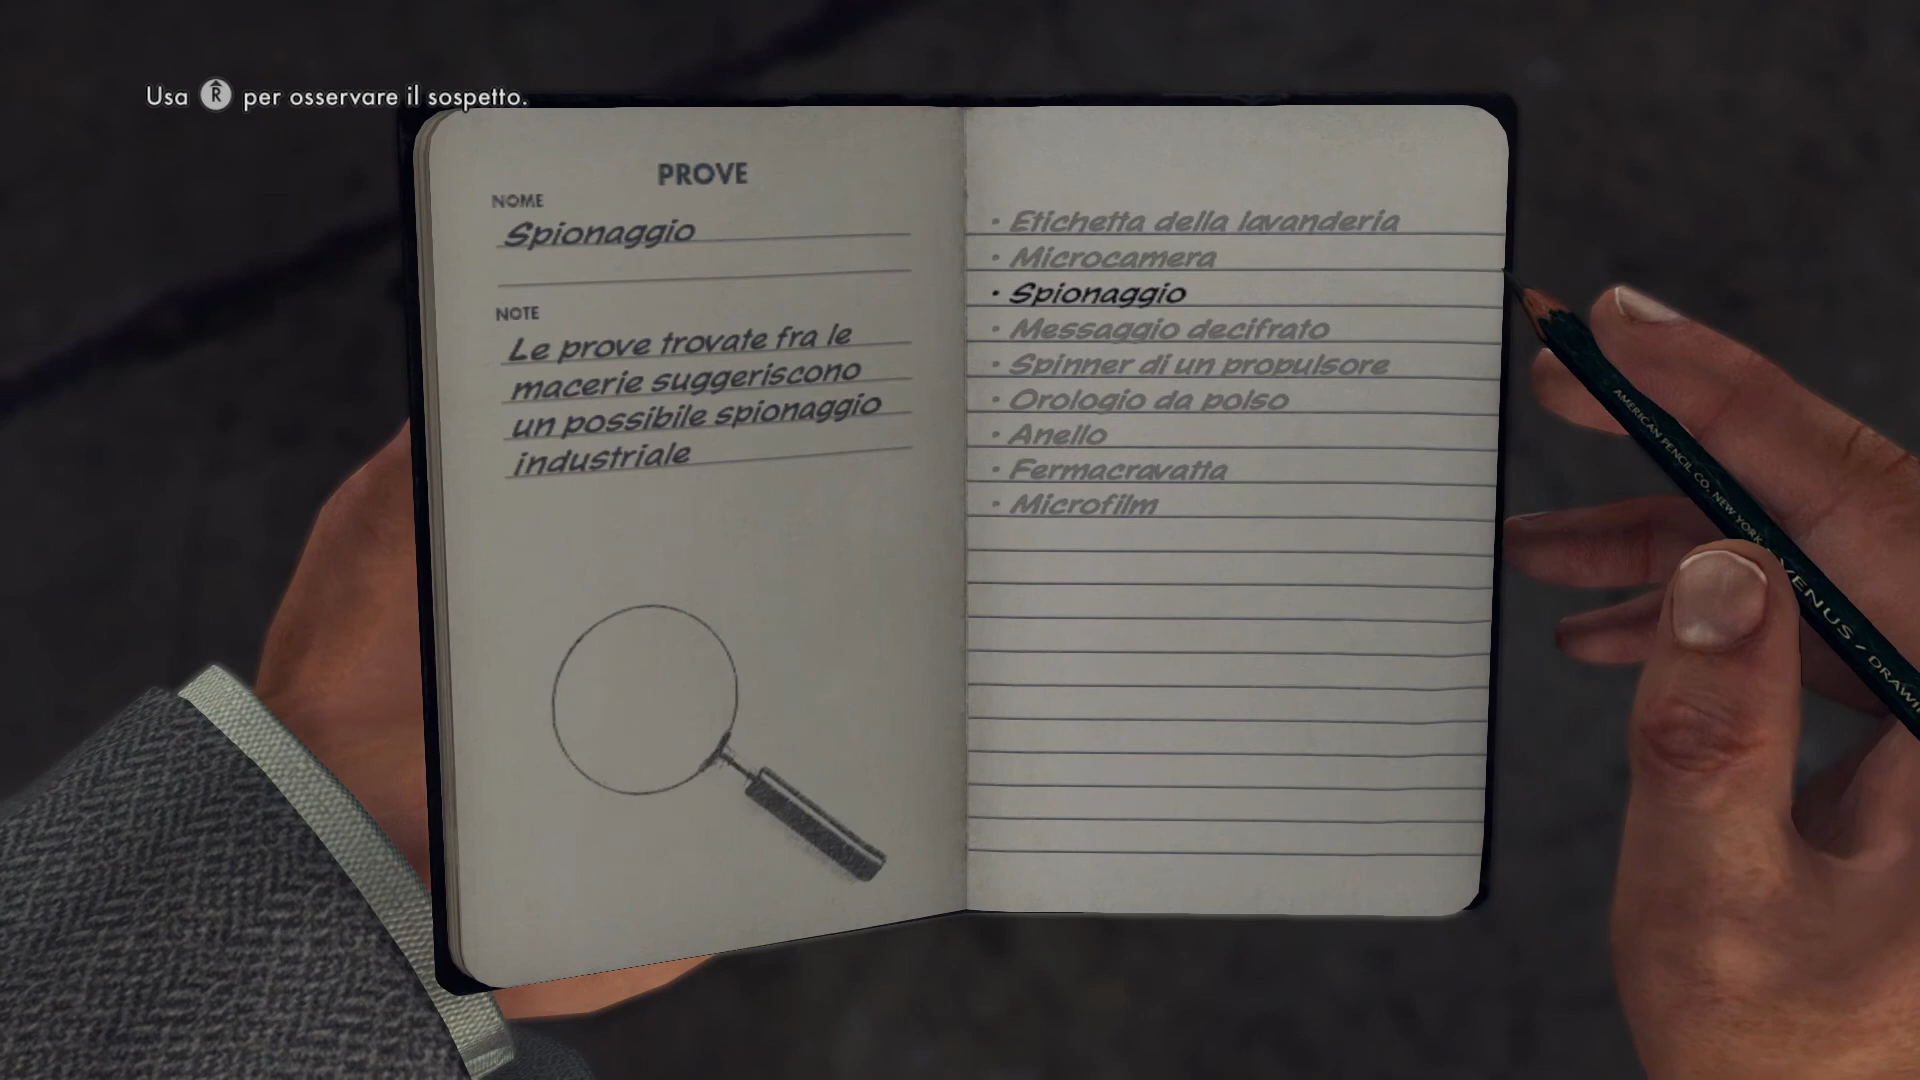 Usa R per osservare il sospetto.
PROVE
NOME
Spionaggio
NOTE
Le prove trovate fra le
macerie suggeriscono
un possibile spionaggio
industriale
• Etichetta della lavanderia
• Microcamera
• Spionaggio
• Messaggio decifrato
• Spinner di un propulsore
• Orologio da polso
• Anello
• Fermacravatta
• Microfilm
AMERICAN PENCIL CO. NEW YORK
VENUS / DRAWI